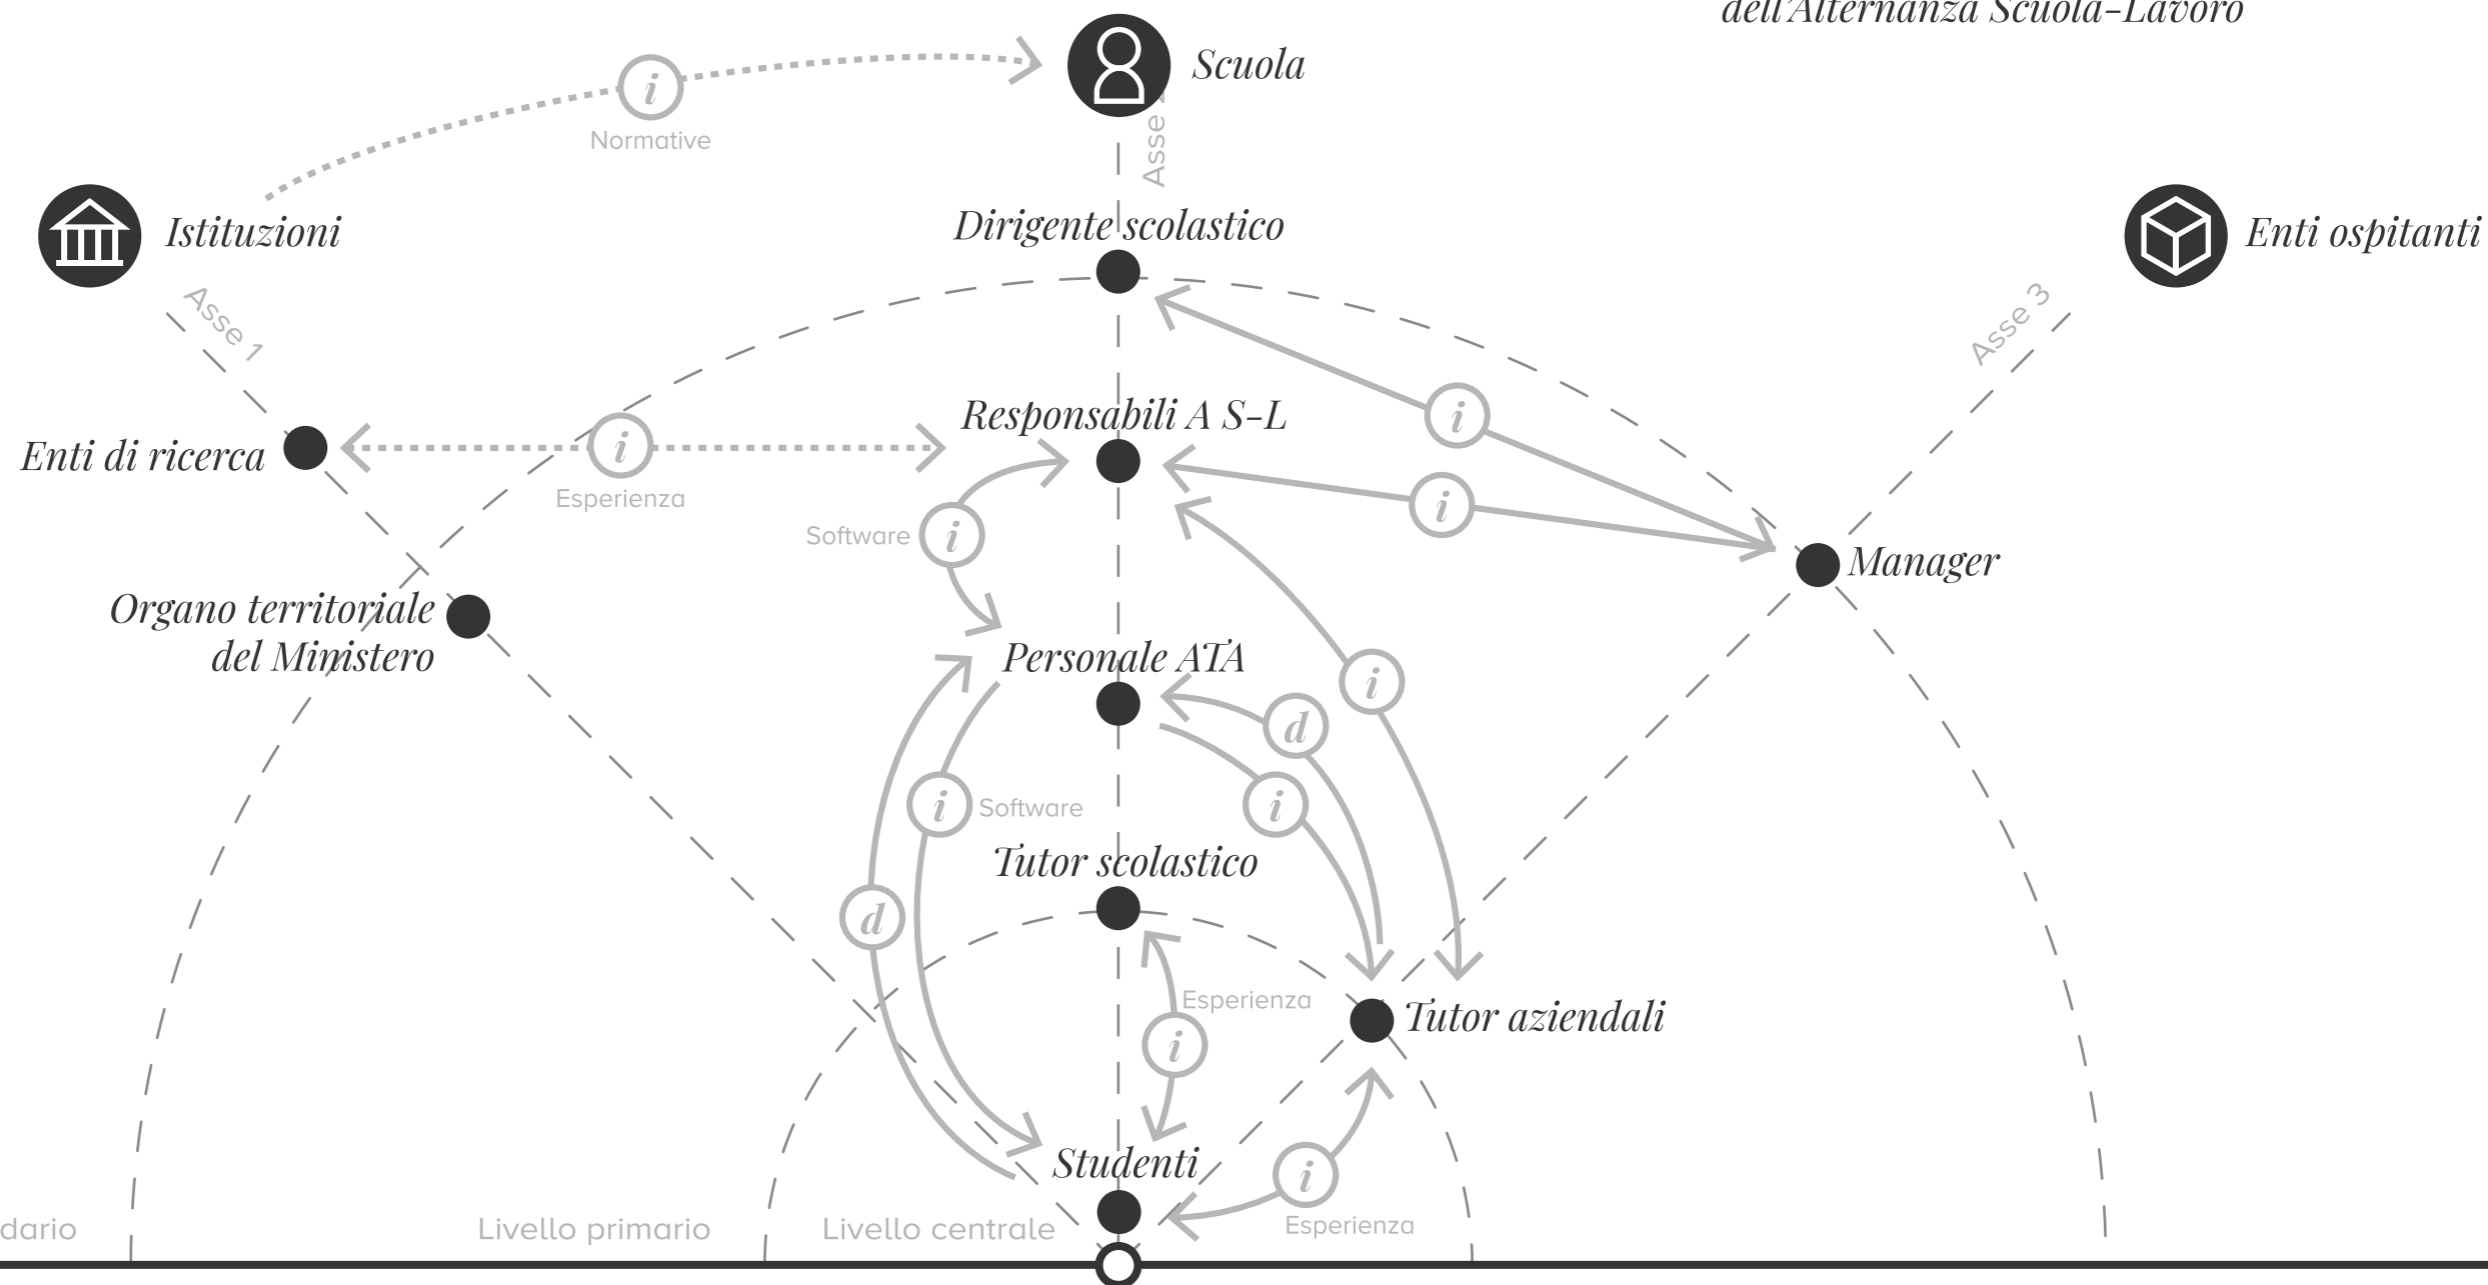 dell'Alternanza Scuola-Lavoro
Scuola
i
Normative
Asse
Istituzioni
Dirigente scolastico
Enti ospitanti
Asse 1
Asse 3
Responsabili A S-L
i
Enti di ricerca
i
Esperienza
i
Software
i
Manager
Organo territoriale
del Ministero
Personale ATA
i
d
i
Software
i
Tutor scolastico
d
Esperienza
Tutor aziendali
i
Studenti
i
Esperienza
dario
Livello primario
Livello centrale